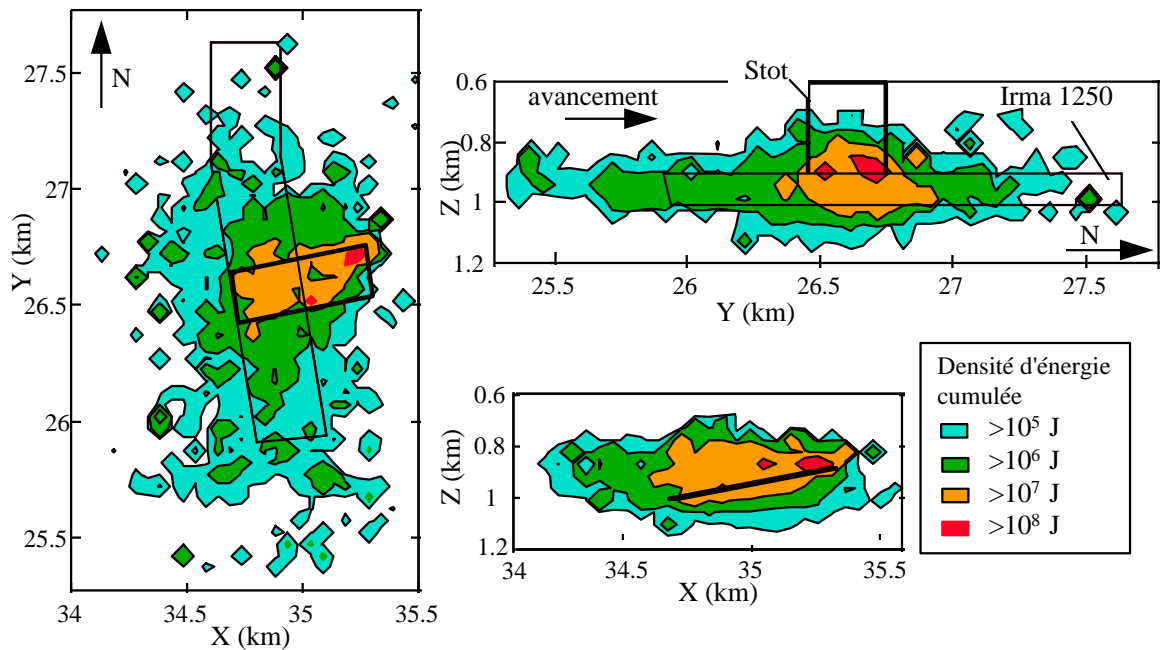 N
27.5
27
26.5
26
25.5
Y (km)
34
34.5
35
35.5
X (km)
Stot
avancement
Irma 1250
0.6
0.8
1
1.2
Z (km)
N
25.5
26
26.5
27
27.5
Y (km)
0.6
0.8
1
1.2
Z (km)
34
34.5
35
35.5
X (km)
Densité d'énergie
cumulée
>10⁵ J
>10⁶ J
>10⁷ J
>10⁸ J